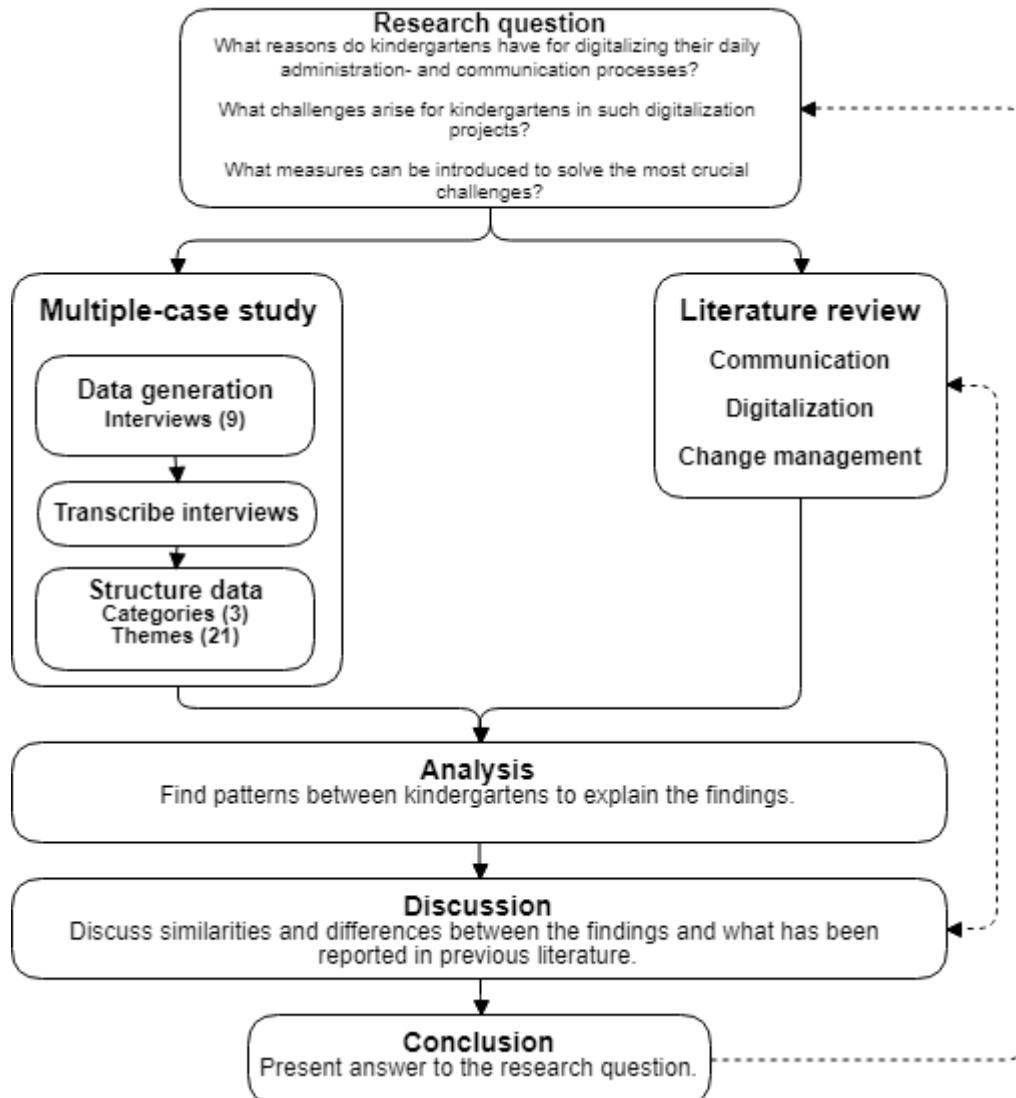 Research question
What reasons do kindergartens have for digitalizing their daily
administration- and communication processes?
What challenges arise for kindergartens in such digitalization
projects?
What measures can be introduced to solve the most crucial
challenges?
Multiple-case study
Data generation
Interviews (9)
Transcribe interviews
Structure data
Categories (3)
Themes (21)
Literature review
Communication
Digitalization
Change management
Analysis
Find patterns between kindergartens to explain the findings.
Discussion
Discuss similarities and differences between the findings and what has been
reported in previous literature.
Conclusion
Present answer to the research question.